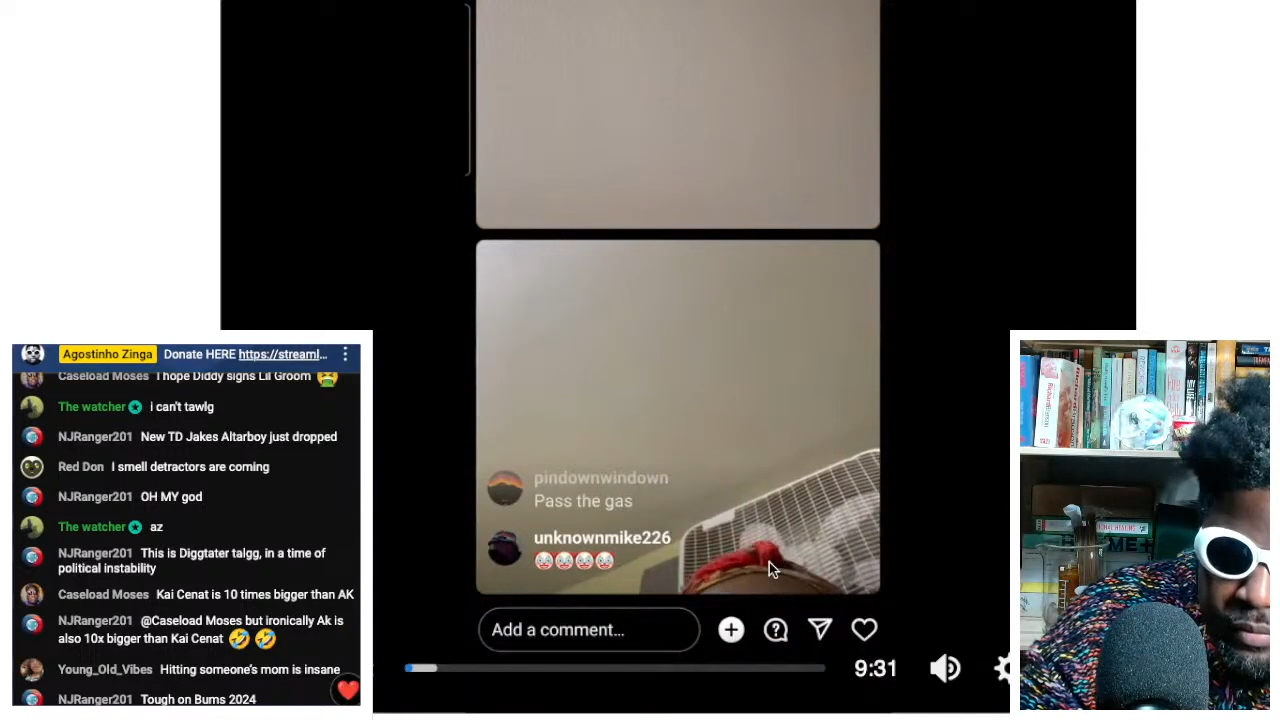 Agostinho Zinga Donate HERE https://streaml...
Caseload Moses I hope Diddy signs Lil Groom 🤮
The watcher i can't tawlg
NJRanger201 New TD Jakes Altarboy just dropped
Red Don I smell detractors are coming
NJRanger201 OH MY god
The watcher az
NJRanger201 This is Diggtater talgg, in a time of
political instability
Caseload Moses Kai Cenat is 10 times bigger than AK
NJRanger201 @Caseload Moses but ironically Ak is
also 10x bigger than Kai Cenat 🤣 🤣
Young_Old_Vibes Hitting someone's mom is insane
NJRanger201 Tough on Bums 2024
pindownwindown
Pass the gas
unknownmike226
🤡🤡🤡🤡
Add a comment...
9:31